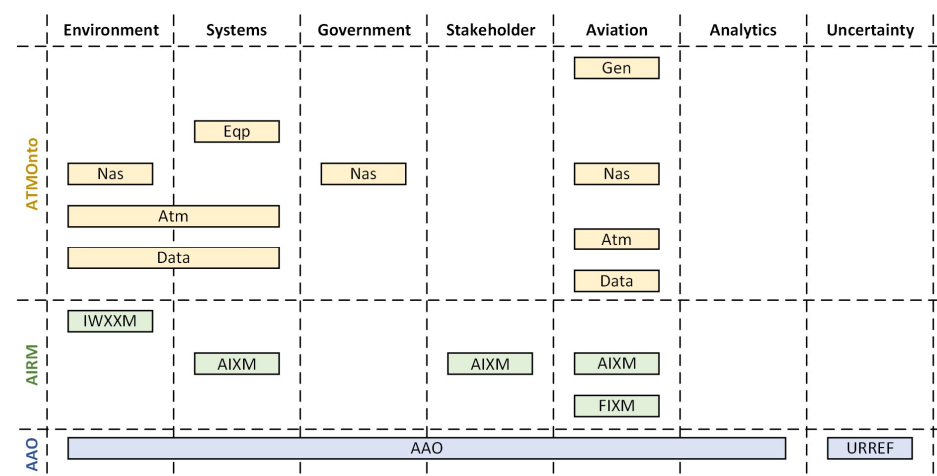 Environment Systems Government Stakeholder Aviation Analytics Uncertainty
ATMOnto
Gen
Eqp
Nas Nas Nas
Atm
Atm
Data
Data
AIRM
IWXXM
AIXM AIXM AIXM
FIXM
AAO
AAO URREF